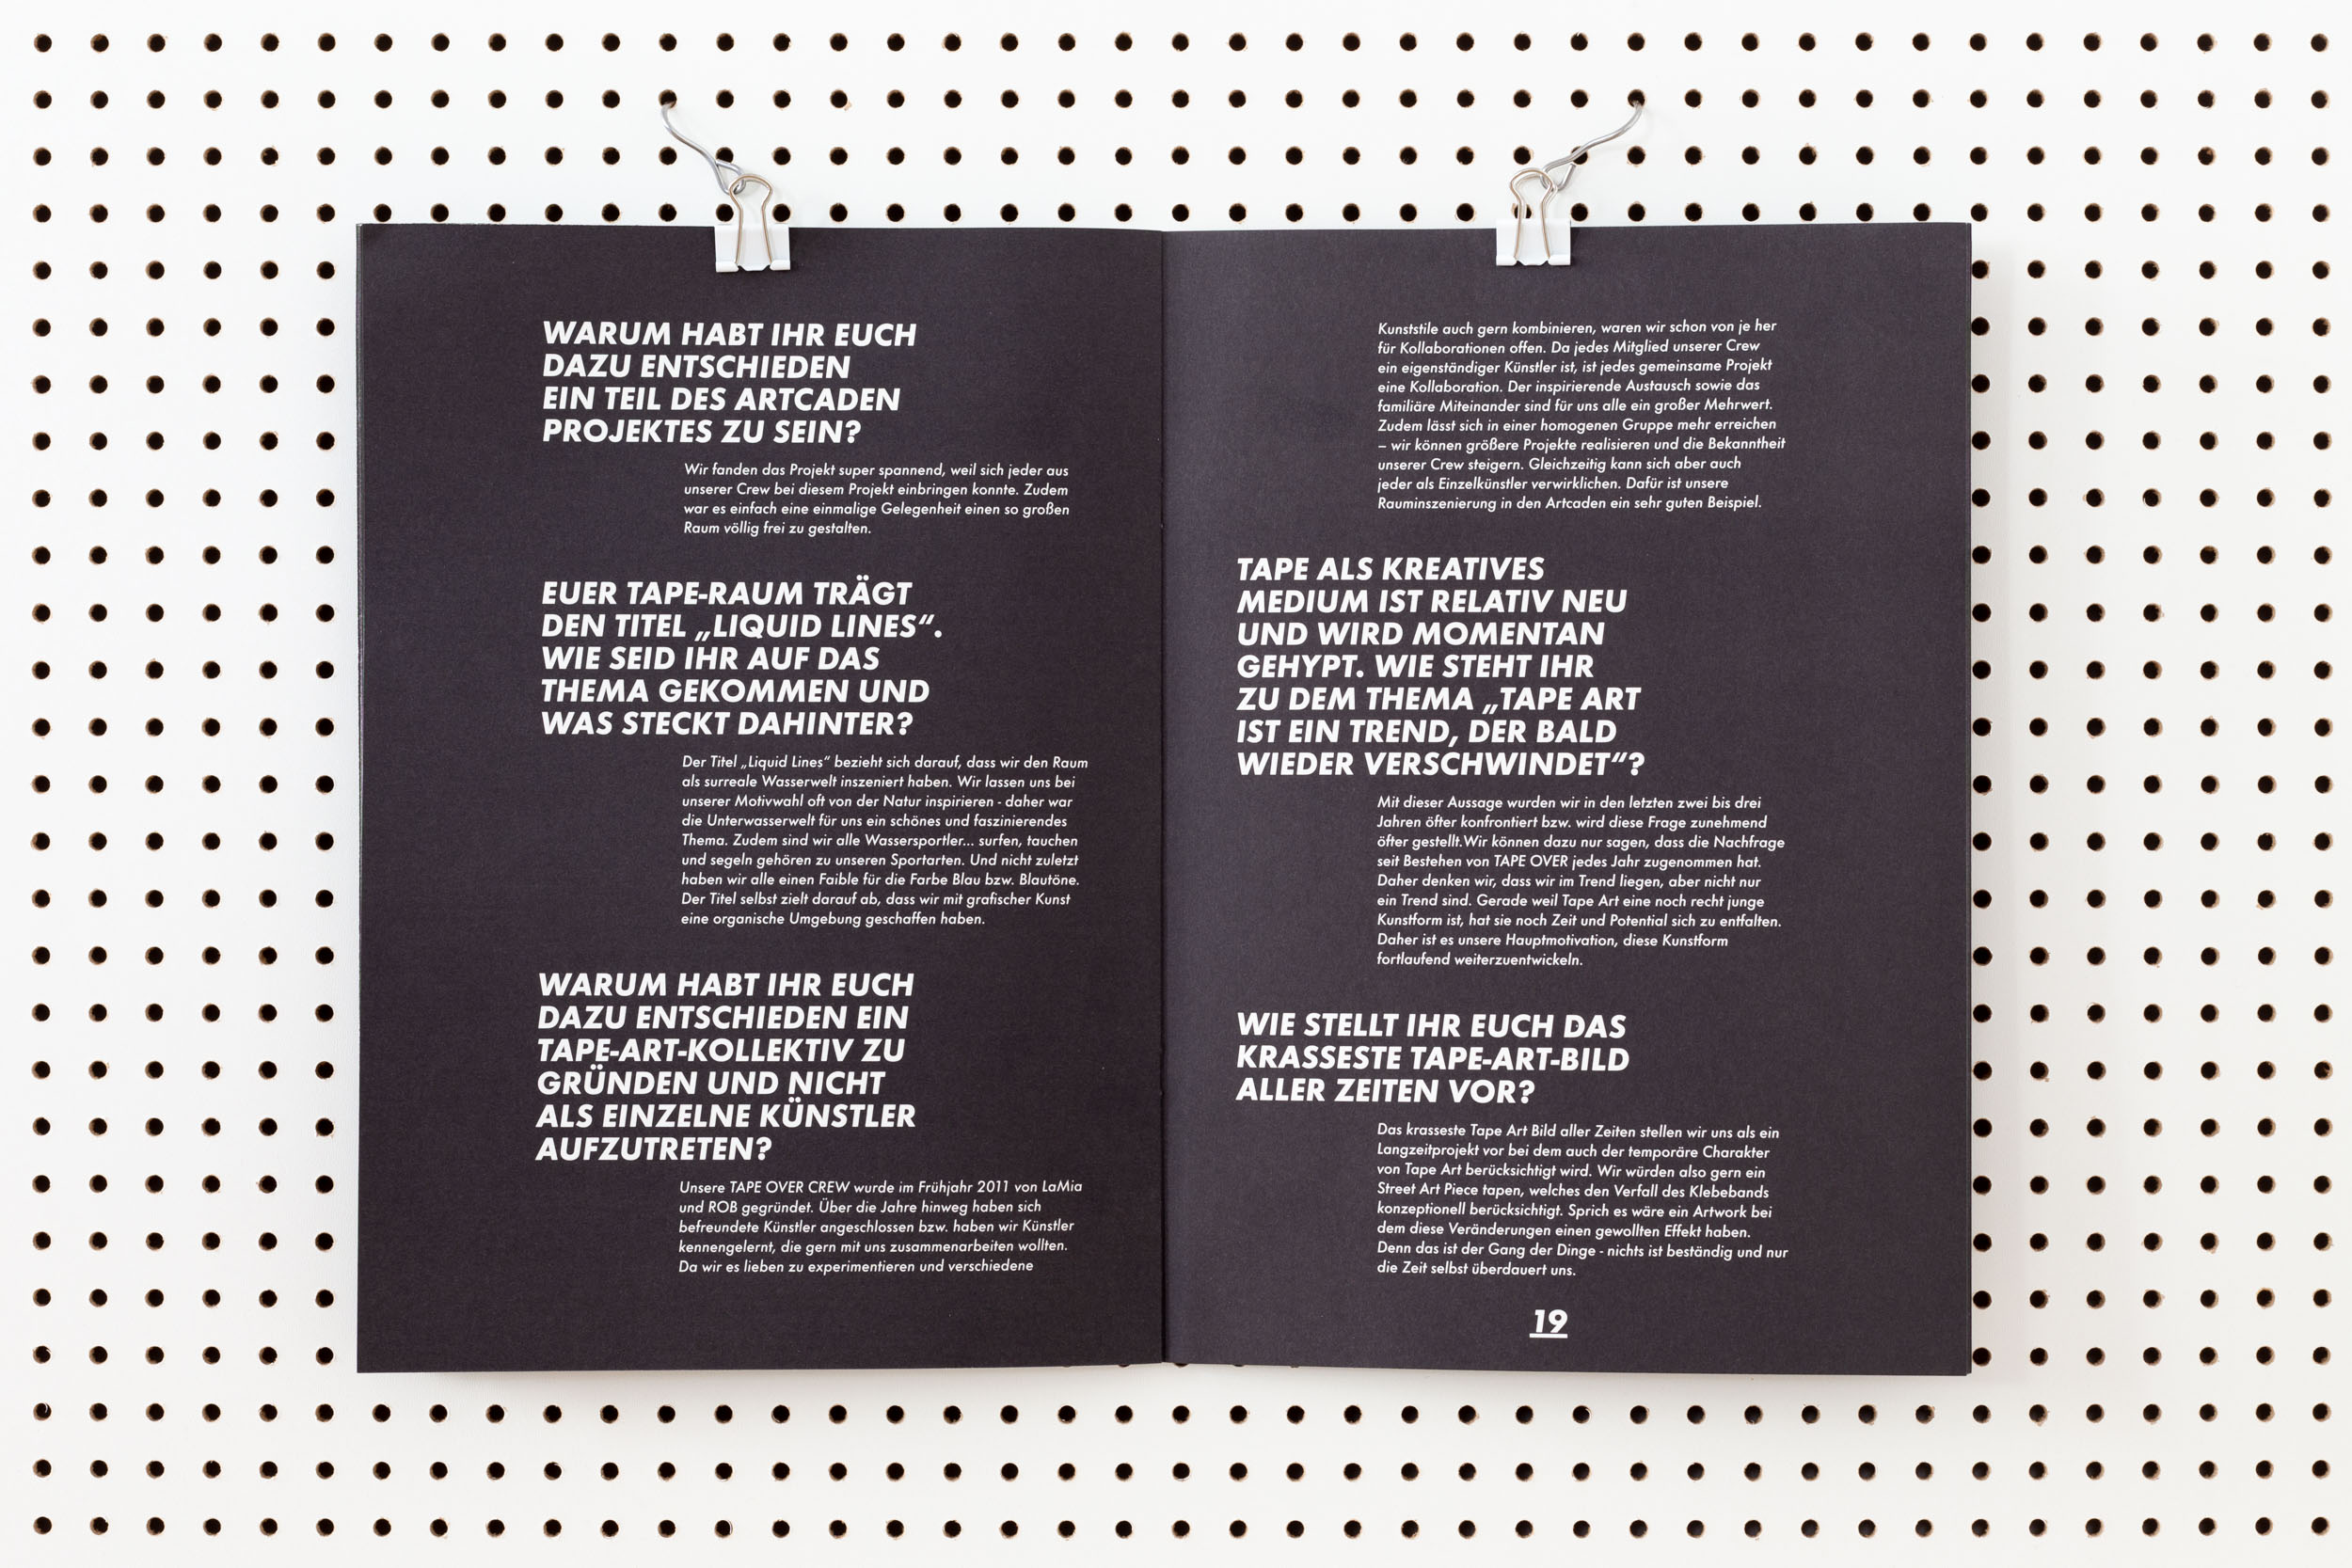 WARUM HABT IHR EUCH
DAZU ENTSCHIEDEN
EIN TEIL DES ARTCADEN
PROJEKTES ZU SEIN?
Wir fanden das Projekt super spannend, weil sich jeder aus
unserer Crew bei diesem Projekt einbringen konnte. Zudem
war es einfach eine einmalige Gelegenheit einen so großen
Raum völlig frei zu gestalten.
EUER TAPE-RAUM TRÄGT
DEN TITEL „LIQUID LINES“.
WIE SEID IHR AUF DAS
THEMA GEKOMMEN UND
WAS STECKT DAHINTER?
Der Titel „Liquid Lines“ bezieht sich darauf, dass wir den Raum
als surreale Wasserwelt inszeniert haben. Wir lassen uns bei
unserer Motivwahl oft von der Natur inspirieren - daher war
die Unterwasserwelt für uns ein schönes und faszinierendes
Thema. Zudem sind wir alle Wassersportler... surfen, tauchen
und segeln gehören zu unseren Sportarten. Und nicht zuletzt
haben wir alle einen Faible für die Farbe Blau bzw. Blautöne.
Der Titel selbst zielt darauf ab, dass wir mit grafischer Kunst
eine organische Umgebung geschaffen haben.
WARUM HABT IHR EUCH
DAZU ENTSCHIEDEN EIN
TAPE-ART-KOLLEKTIV ZU
GRÜNDEN UND NICHT
ALS EINZELNE KÜNSTLER
AUFZUTRETEN?
Unsere TAPE OVER CREW wurde im Frühjahr 2011 von LaMia
und ROB gegründet. Über die Jahre hinweg haben sich
befreundete Künstler angeschlossen bzw. haben wir Künstler
kennengelernt, die gern mit uns zusammenarbeiten wollten.
Da wir es lieben zu experimentieren und verschiedene
Kunststile auch gern kombinieren, waren wir schon von je her
für Kollaborationen offen. Da jedes Mitglied unserer Crew
ein eigenständiger Künstler ist, ist jedes gemeinsame Projekt
eine Kollaboration. Der inspirierende Austausch sowie das
familiäre Miteinander sind für uns alle ein großer Mehrwert.
Zudem lässt sich in einer homogenen Gruppe mehr erreichen
– wir können größere Projekte realisieren und die Bekanntheit
unserer Crew steigern. Gleichzeitig kann sich aber auch
jeder als Einzelkünstler verwirklichen. Dafür ist unsere
Rauminszenierung in den Artcaden ein sehr guten Beispiel.
TAPE ALS KREATIVES
MEDIUM IST RELATIV NEU
UND WIRD MOMENTAN
GEHYPT. WIE STEHT IHR
ZU DEM THEMA „TAPE ART
IST EIN TREND, DER BALD
WIEDER VERSCHWINDET“?
Mit dieser Aussage wurden wir in den letzten zwei bis drei
Jahren öfter konfrontiert bzw. wird diese Frage zunehmend
öfter gestellt.Wir können dazu nur sagen, dass die Nachfrage
seit Bestehen von TAPE OVER jedes Jahr zugenommen hat.
Daher denken wir, dass wir im Trend liegen, aber nicht nur
ein Trend sind. Gerade weil Tape Art eine noch recht junge
Kunstform ist, hat sie noch Zeit und Potential sich zu entfalten.
Daher ist es unsere Hauptmotivation, diese Kunstform
fortlaufend weiterzuentwickeln.
WIE STELLT IHR EUCH DAS
KRASSESTE TAPE-ART-BILD
ALLER ZEITEN VOR?
Das krasseste Tape Art Bild aller Zeiten stellen wir uns als ein
Langzeitprojekt vor bei dem auch der temporäre Charakter
von Tape Art berücksichtigt wird. Wir würden also gern ein
Street Art Piece tapen, welches den Verfall des Klebebands
konzeptionell berücksichtigt. Sprich es wäre ein Artwork bei
dem diese Veränderungen einen gewollten Effekt haben.
Denn das ist der Gang der Dinge - nichts ist beständig und nur
die Zeit selbst überdauert uns.
19